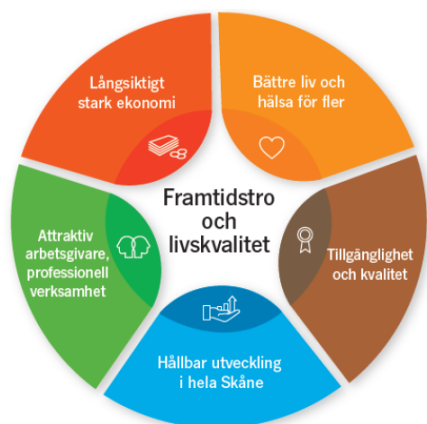 Långsiktigt
stark ekonomi
Bättre liv och
hälsa för fler
Framtidstro
och
livskvalitet
Attraktiv
arbetsgivare,
professionell
verksamhet
Tillgänglighet
och kvalitet
Hållbar utveckling
i hela Skåne